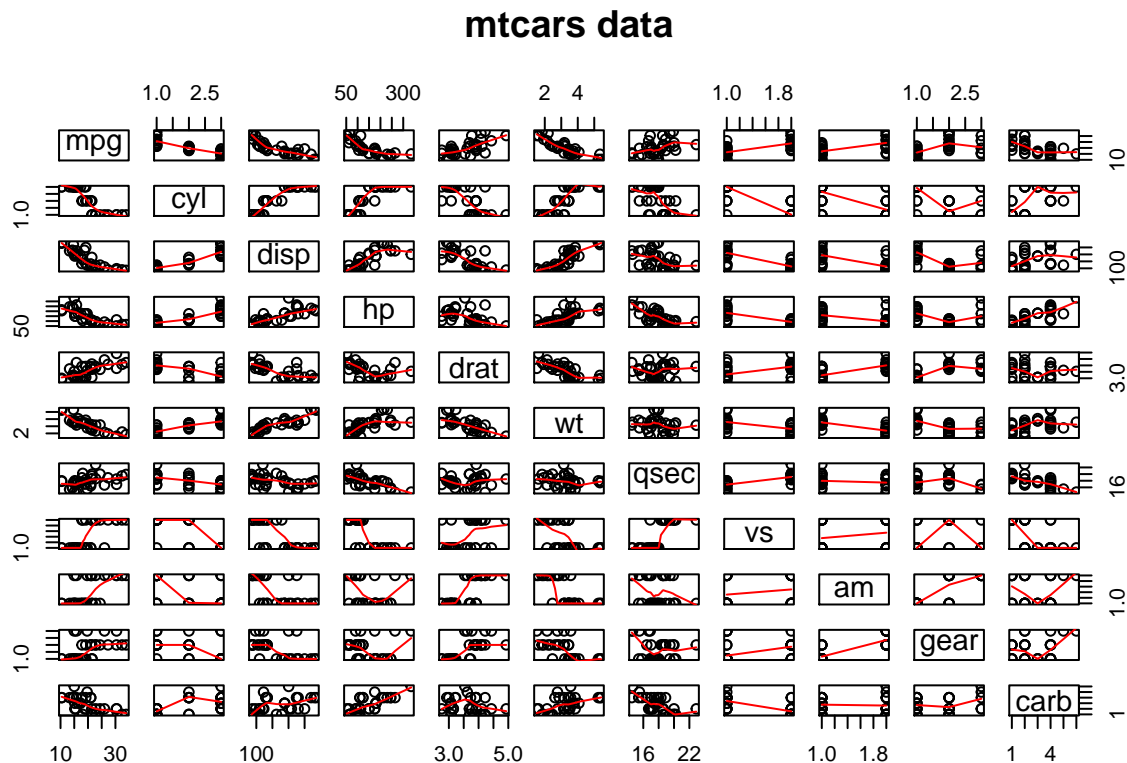 mtcars data
1.0 2.5 50 300 2 4 1.0 1.8 1.0 2.5
mpg 10
1.0 cyl
disp 100
50 hp
drat 3.0
2 wt
qsec 16
1.0 vs
am 1.0
1.0 gear
carb 1
10 30 100 3.0 5.0 16 22 1.0 1.8 1 4